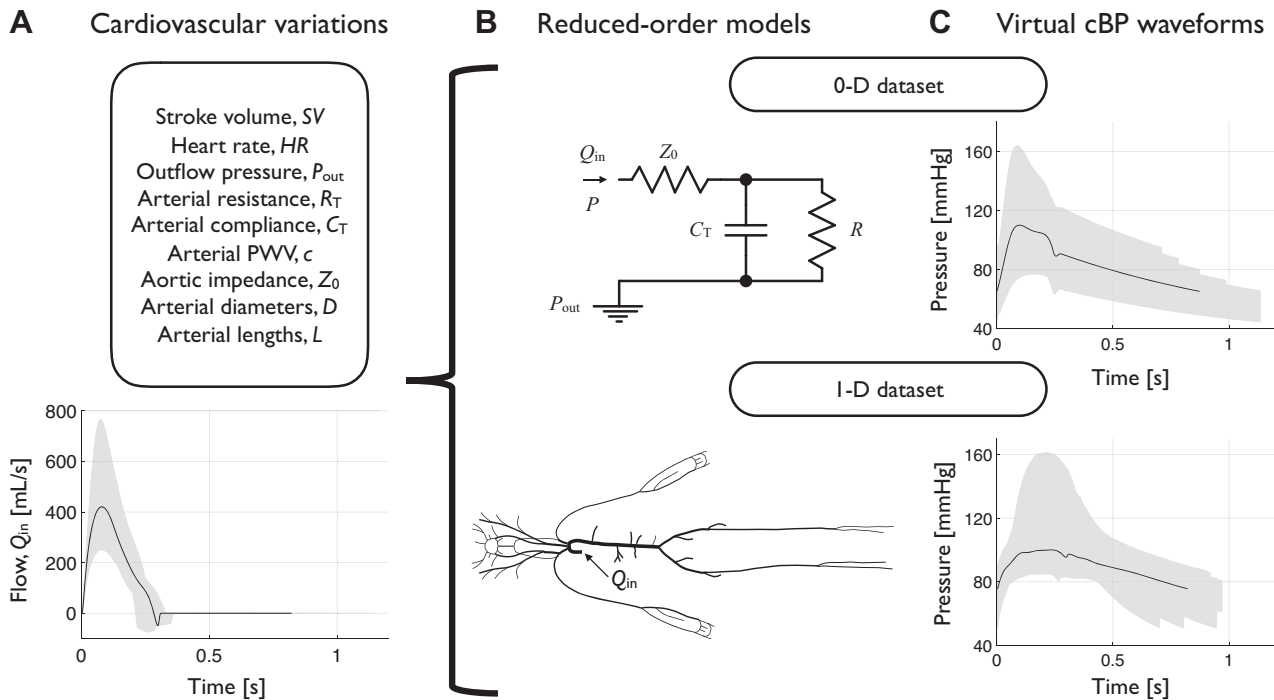 A Cardiovascular variations
B Reduced-order models
C Virtual cBP waveforms
Stroke volume, SV
Heart rate, HR
Outflow pressure, Pout
Arterial resistance, RT
Arterial compliance, CT
Arterial PWV, c
Aortic impedance, Z0
Arterial diameters, D
Arterial lengths, L
800
600
400
200
0
Flow, Qin [mL/s]
0 0.5 1
Time [s]
0-D dataset
Qin
P
Z0
CT
R
Pout
160
120
80
40
Pressure [mmHg]
0 0.5 1
Time [s]
1-D dataset
Qin
160
120
80
40
Pressure [mmHg]
0 0.5 1
Time [s]